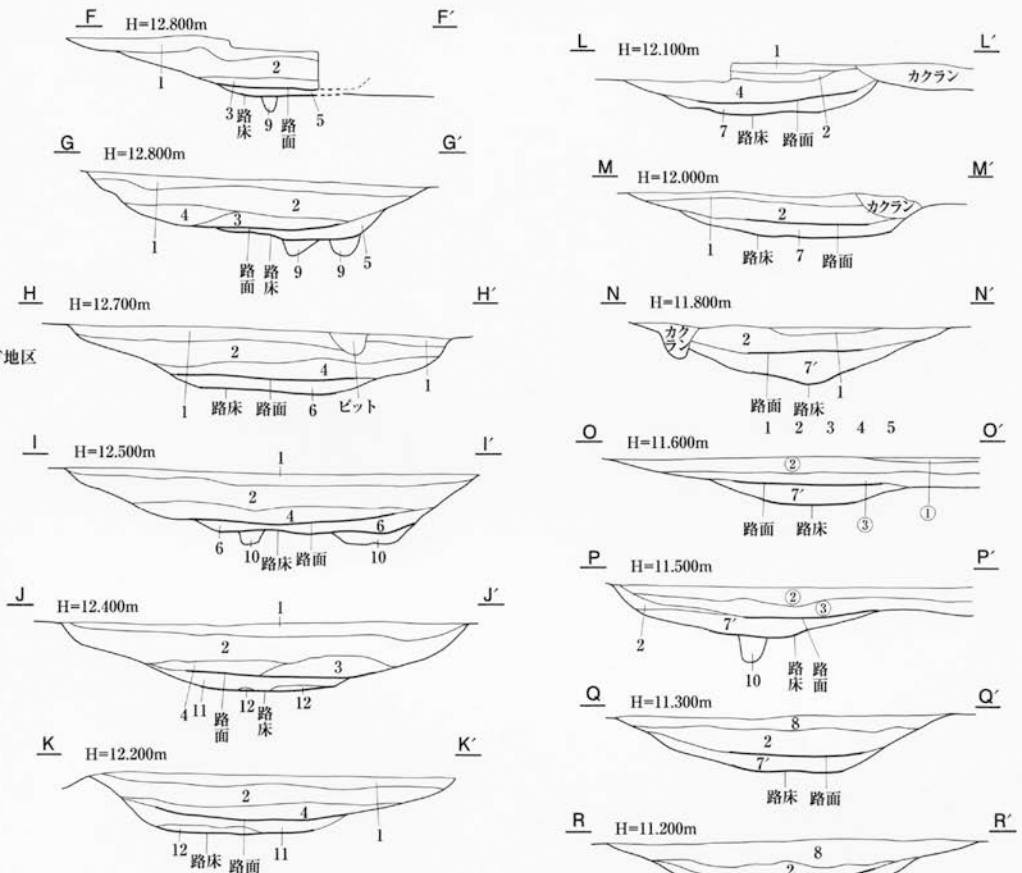 F H=12.800m F′
1 2
3 路床 9 路面 5
G H=12.800m G′
2
4 3
1 路面 路床 9 9 5
H H=12.700m H′
地区
2 4
1 路床 路面 6 ピット 1
I H=12.500m I′
1
2
4 6
6 10 路床 路面 10
J H=12.400m J′
1
2 3
4 11 路面 12 路床 12
K H=12.200m K′
2
4 1
12 路床 路面 11
L H=12.100m L′
1 カクラン
4
7 路床 路面 2
M H=12.000m M′
2 カクラン
1 路床 7 路面
N H=11.800m N′
カクラン 2 7′
路面 路床 1
1 2 3 4 5
O H=11.600m O′
②
7′
路面 路床 ③ ①
P H=11.500m P′
② ③
2 7′ 10 路床 路面
Q H=11.300m Q′
8
2
7′
路床 路面
R H=11.200m R′
8
2